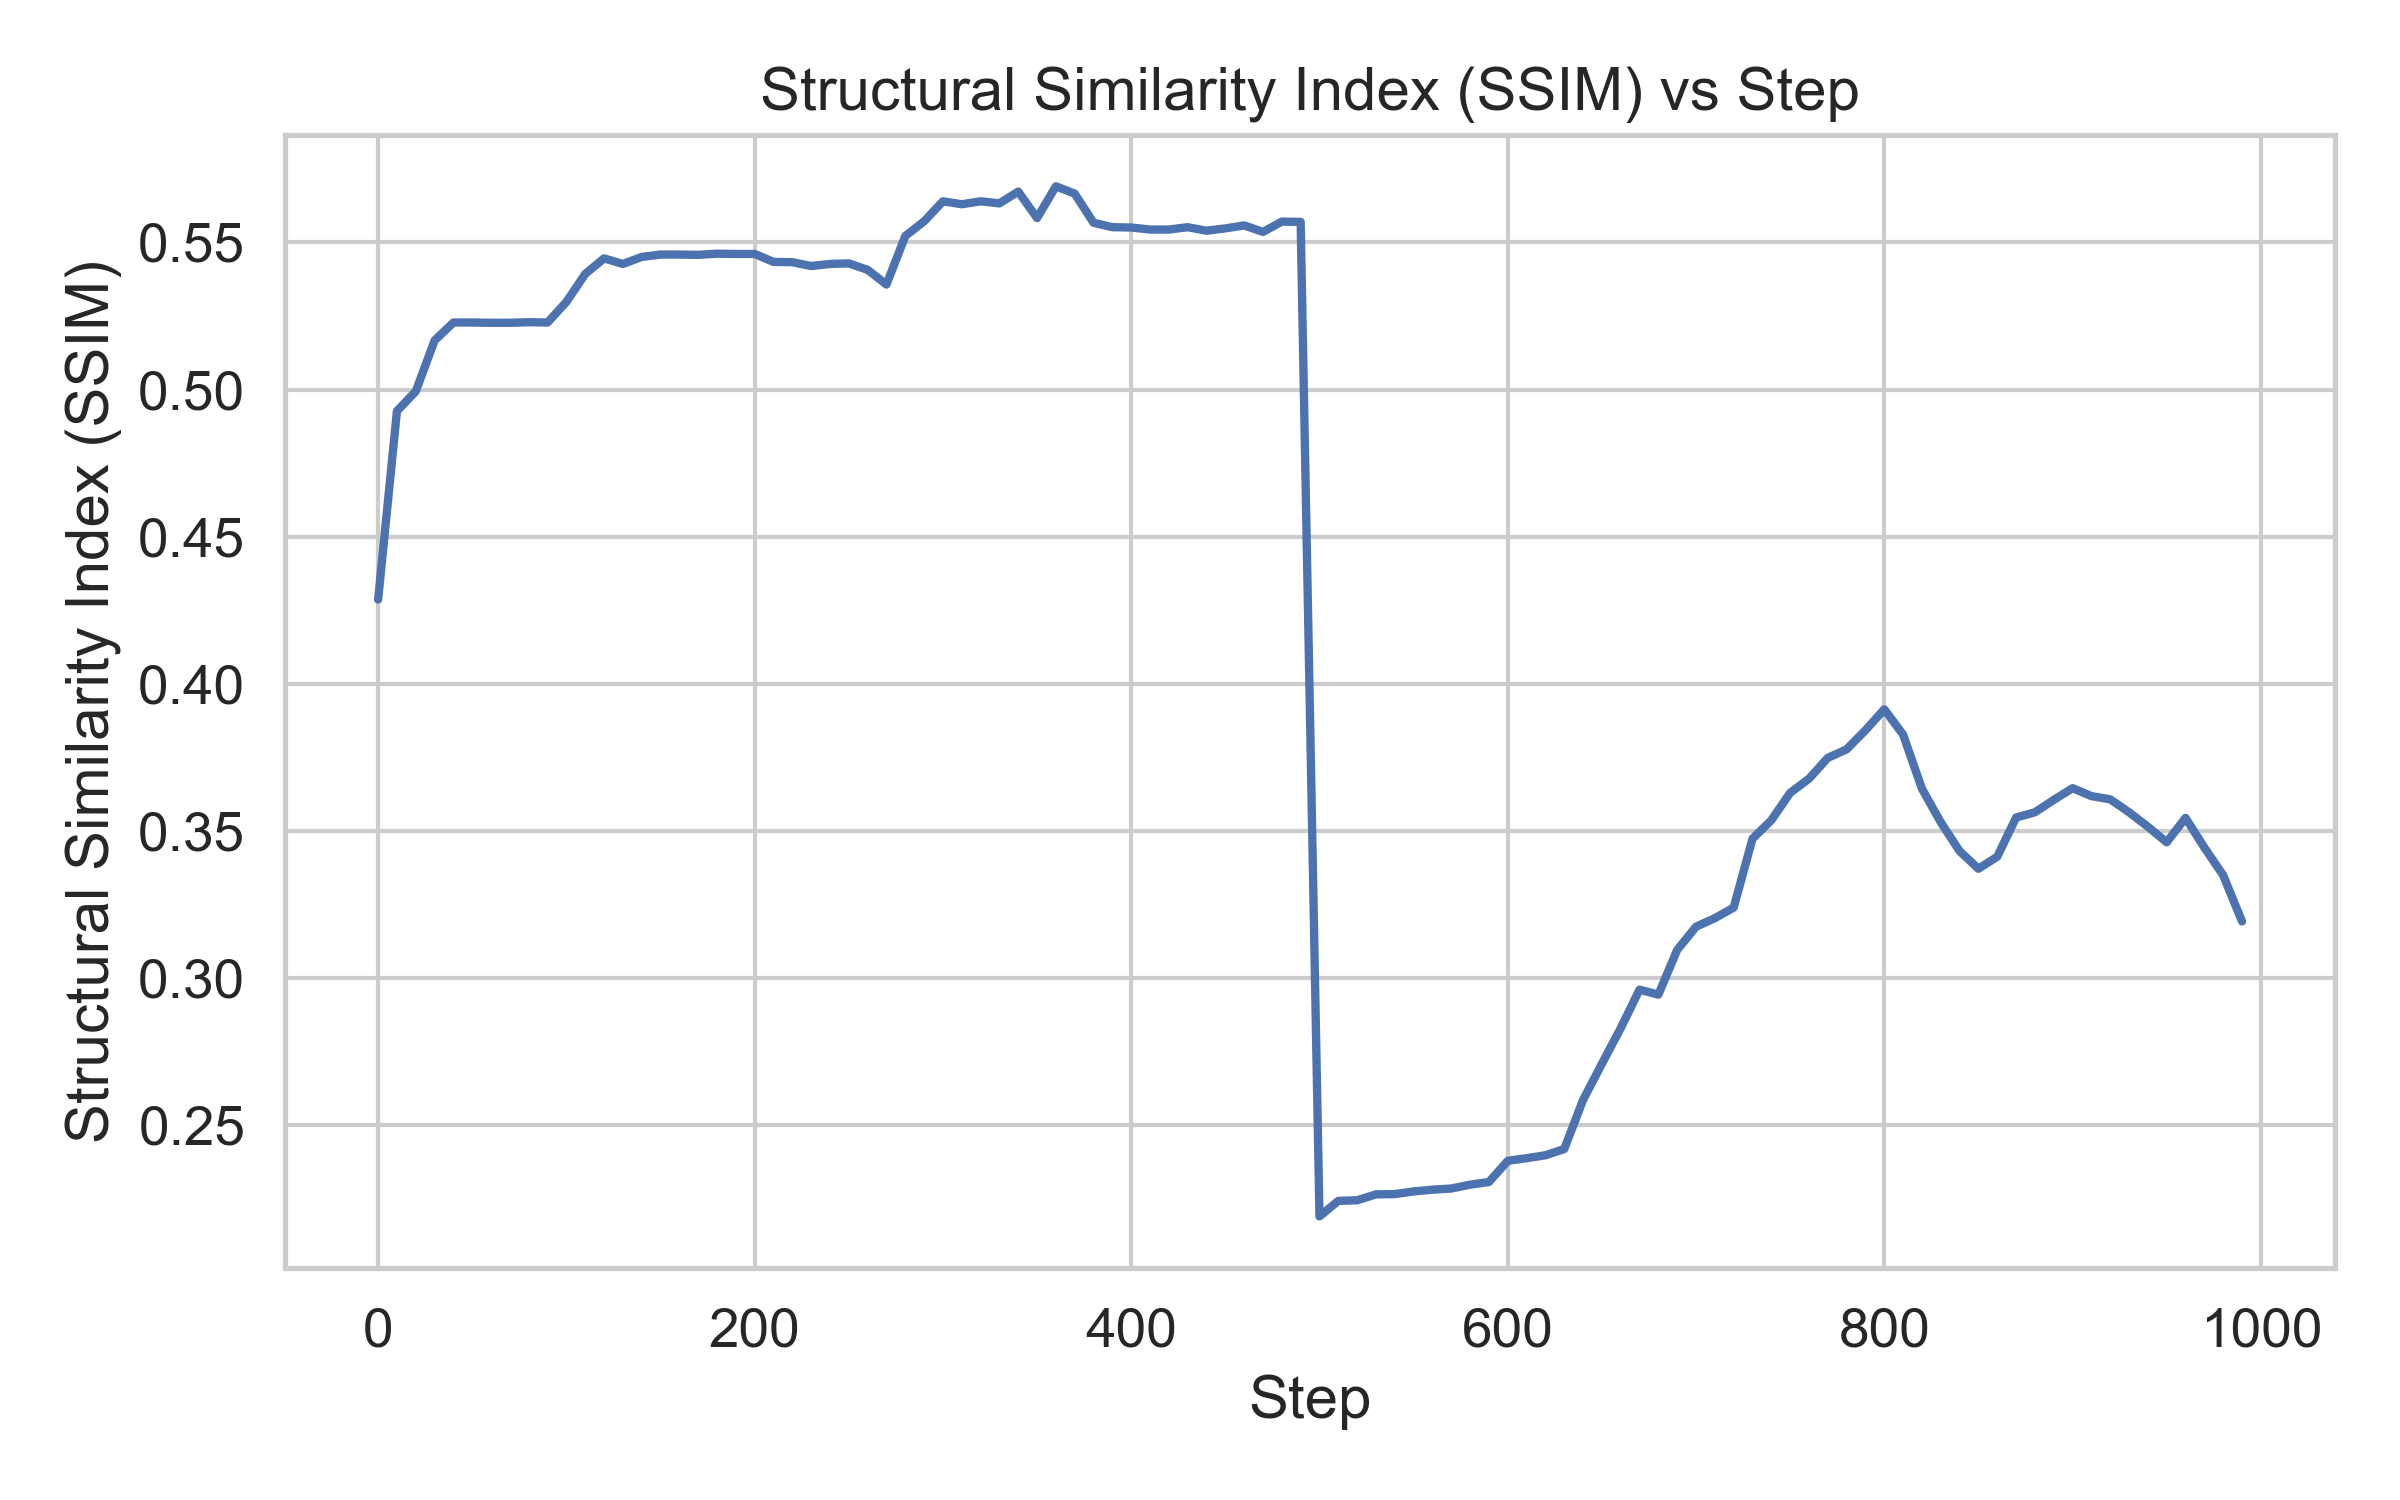 Structural Similarity Index (SSIM) vs Step
Structural Similarity Index (SSIM)
0.55
0.50
0.45
0.40
0.35
0.30
0.25
0 200 400 600 800 1000
Step